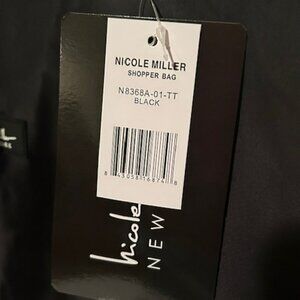 NICOLE MILLER
SHOPPER BAG
N8368A-01-TT
BLACK
nicole
NEW